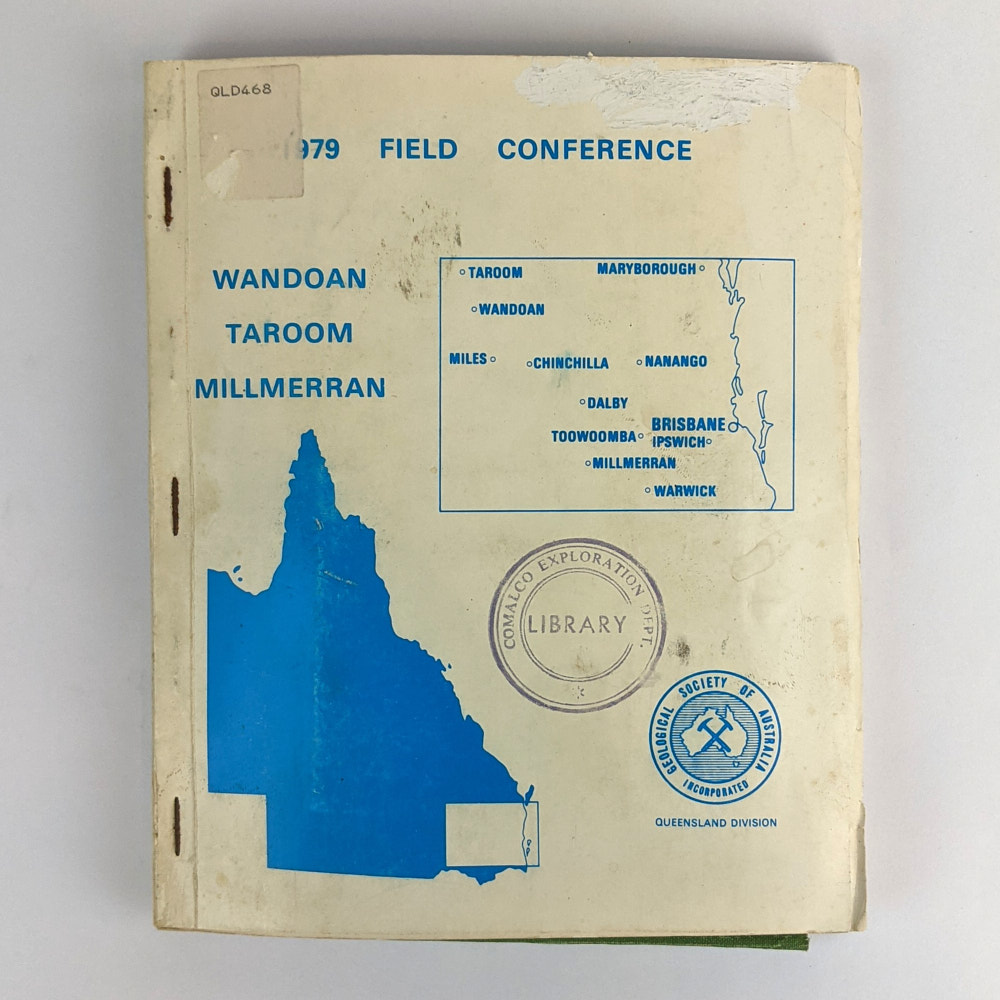 QLD468
1979 FIELD CONFERENCE
WANDOAN
TAROOM
MILLMERRAN
TAROOM
MARYBOROUGH
WANDOAN
MILES
CHINCHILLA
NANANGO
DALBY
BRISBANE
TOOWOOMBA
IPSWICH
MILLMERRAN
WARWICK
COMALCO EXPLORATION DEPT.
LIBRARY
GEOLOGICAL SOCIETY OF AUSTRALIA
INCORPORATED
QUEENSLAND DIVISION